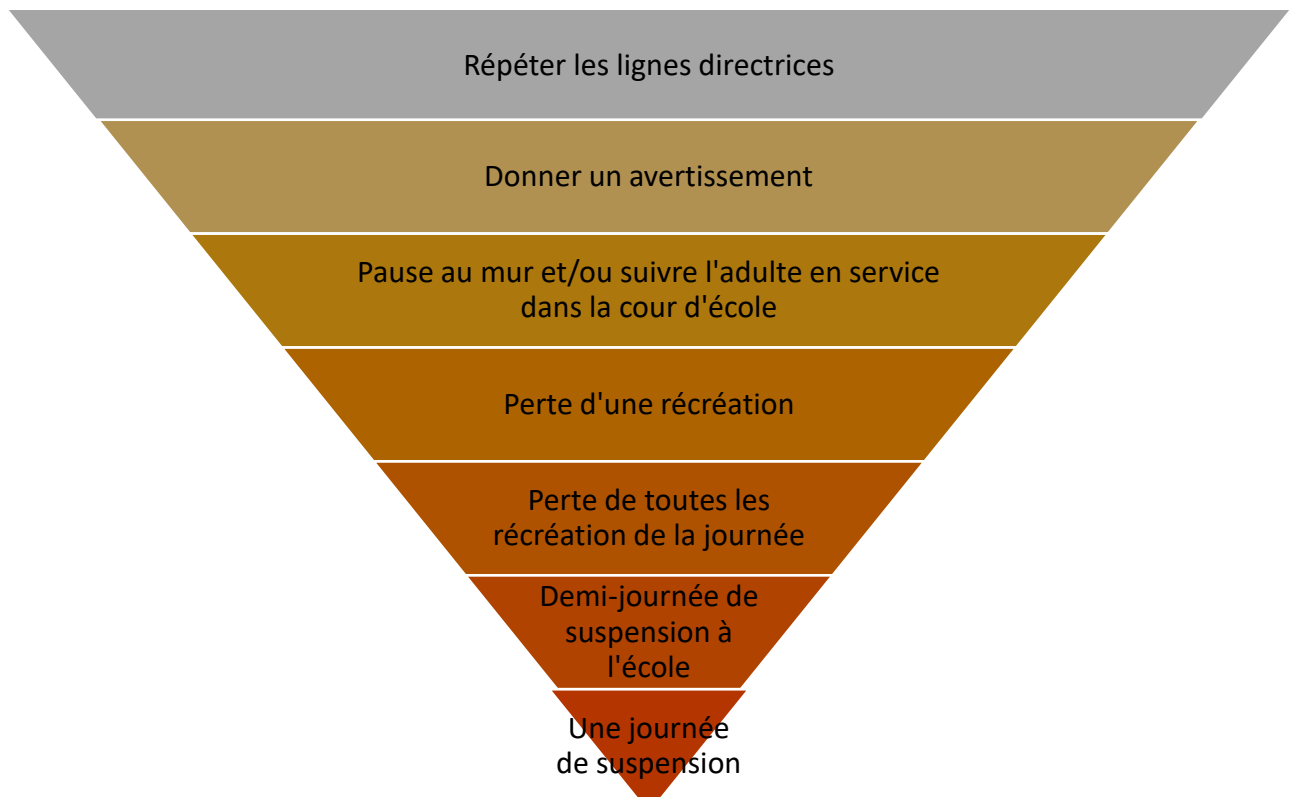 Répéter les lignes directrices
Donner un avertissement
Pause au mur et/ou suivre l'adulte en service
dans la cour d'école
Perte d'une récréation
Perte de toutes les
récréation de la journée
Demi-journée de
suspension à
l'école
Une journée
de suspension